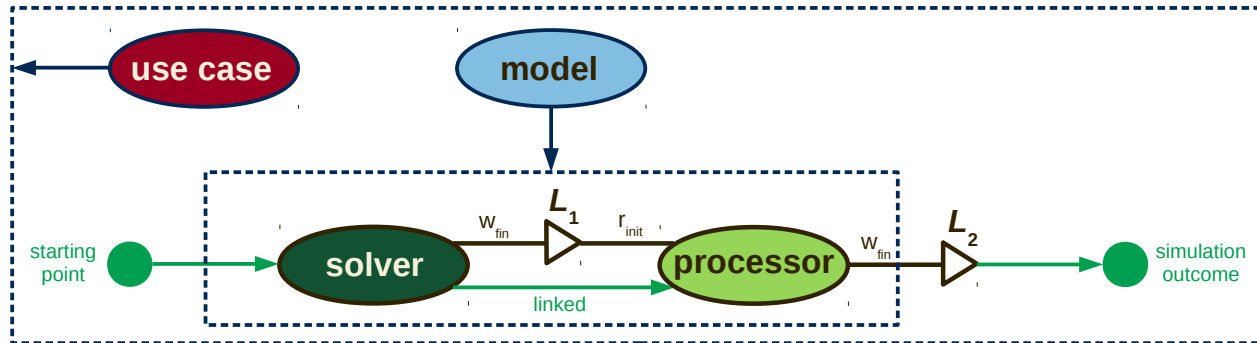 use case
model
L1
wfin
rinit
L2
wfin
starting
point
solver
processor
simulation
outcome
linked